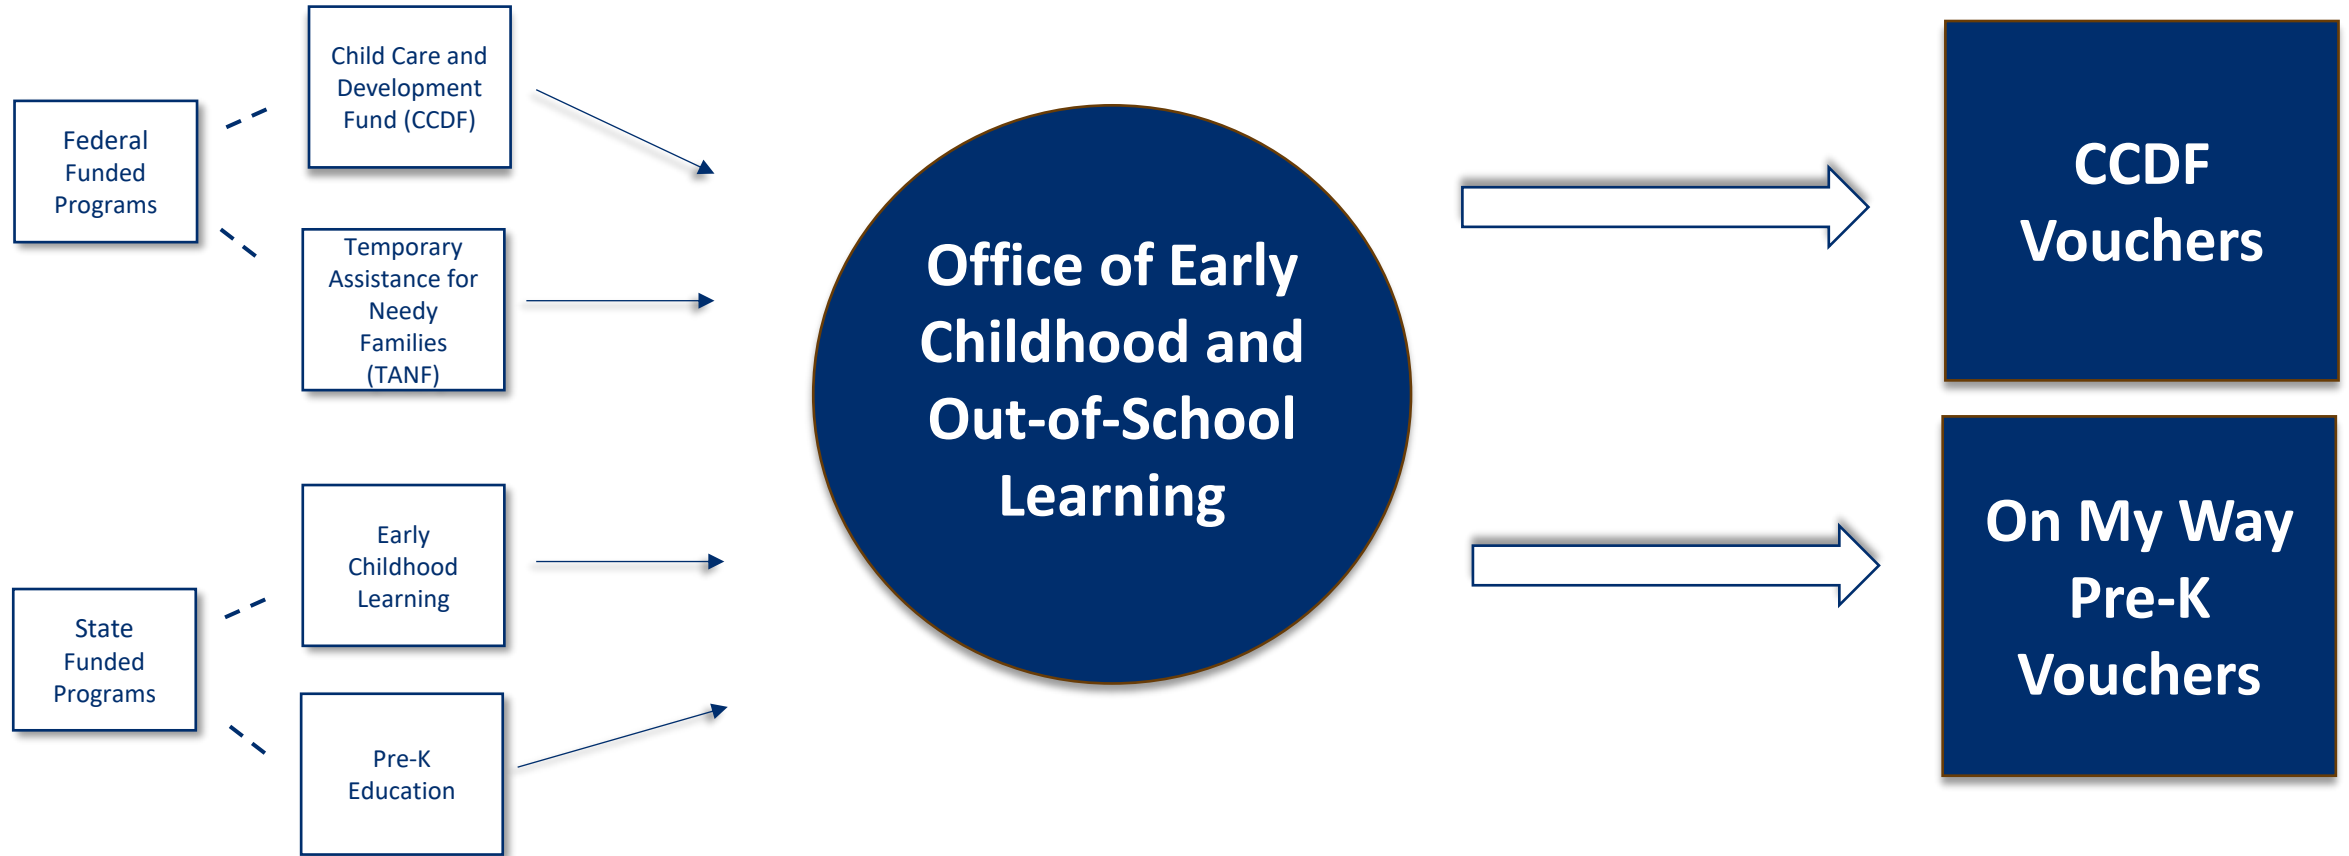 Federal
Funded
Programs
Child Care and
Development
Fund (CCDF)
Temporary
Assistance for
Needy
Families
(TANF)
State
Funded
Programs
Early
Childhood
Learning
Pre-K
Education
Office of Early
Childhood and
Out-of-School
Learning
CCDF
Vouchers
On My Way
Pre-K
Vouchers